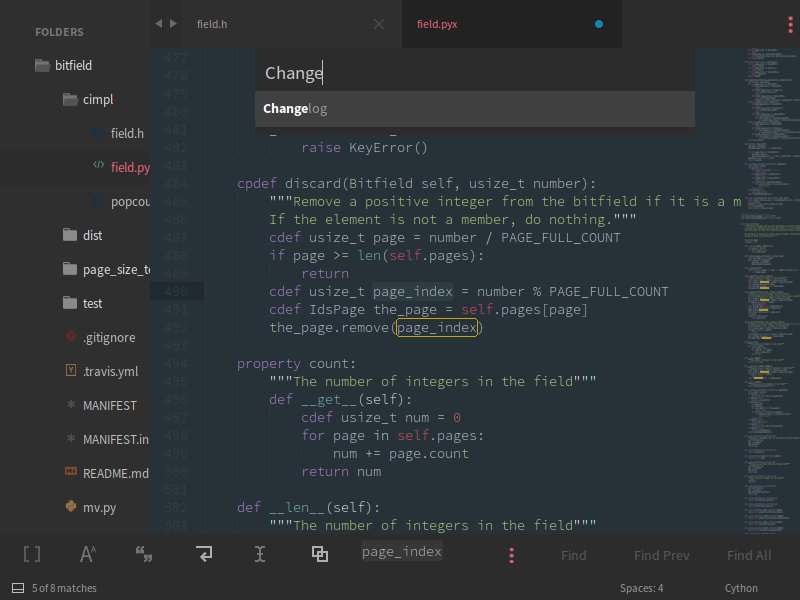 field.h
field.pyx
FOLDERS
bitfield
cimpl
field.h
field.py
popcou
dist
page_size_t
test
.gitignore
.travis.yml
MANIFEST
MANIFEST.in
README.md
mv.py
Change
Changelog
477
478
479
480
481
482 raise KeyError()
483
484 cpdef discard(Bitfield self, usize_t number):
485 """Remove a positive integer from the bitfield if it is a m
486 If the element is not a member, do nothing."""
487 cdef usize_t page = number / PAGE_FULL_COUNT
488 if page >= len(self.pages):
489 return
490 cdef usize_t page_index = number % PAGE_FULL_COUNT
491 cdef IdsPage the_page = self.pages[page]
492 the_page.remove(page_index)
493
494 property count:
495 """The number of integers in the field"""
496 def __get__(self):
497 cdef usize_t num = 0
498 for page in self.pages:
499 num += page.count
500 return num
501
502 def __len__(self):
503 """The number of integers in the field"""
page_index
Find
Find Prev
Find All
5 of 8 matches
Spaces: 4
Cython